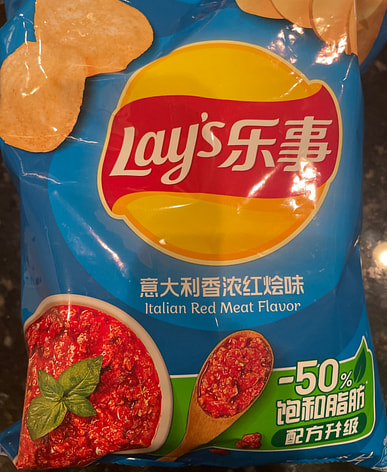 Lay's乐事
意大利香浓红烩味
Italian Red Meat Flavor
-50%
饱和脂肪*
配方升级